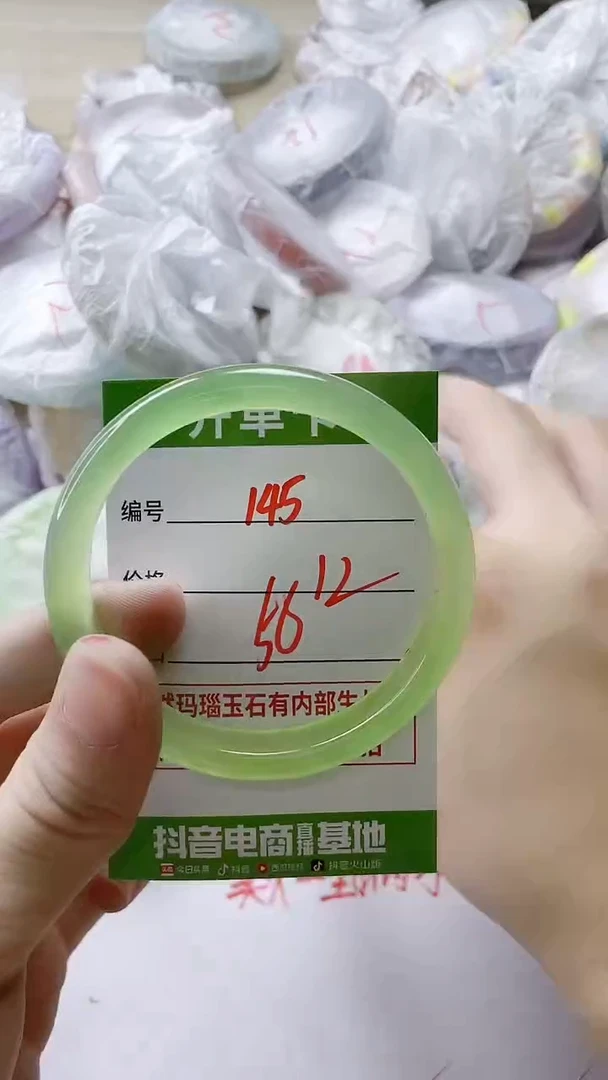 开单卡
编号 145
价格 12
56
玛瑙玉石有内部生
抖音电商直播基地
今日头条 抖音 西瓜视频 抖音火山版